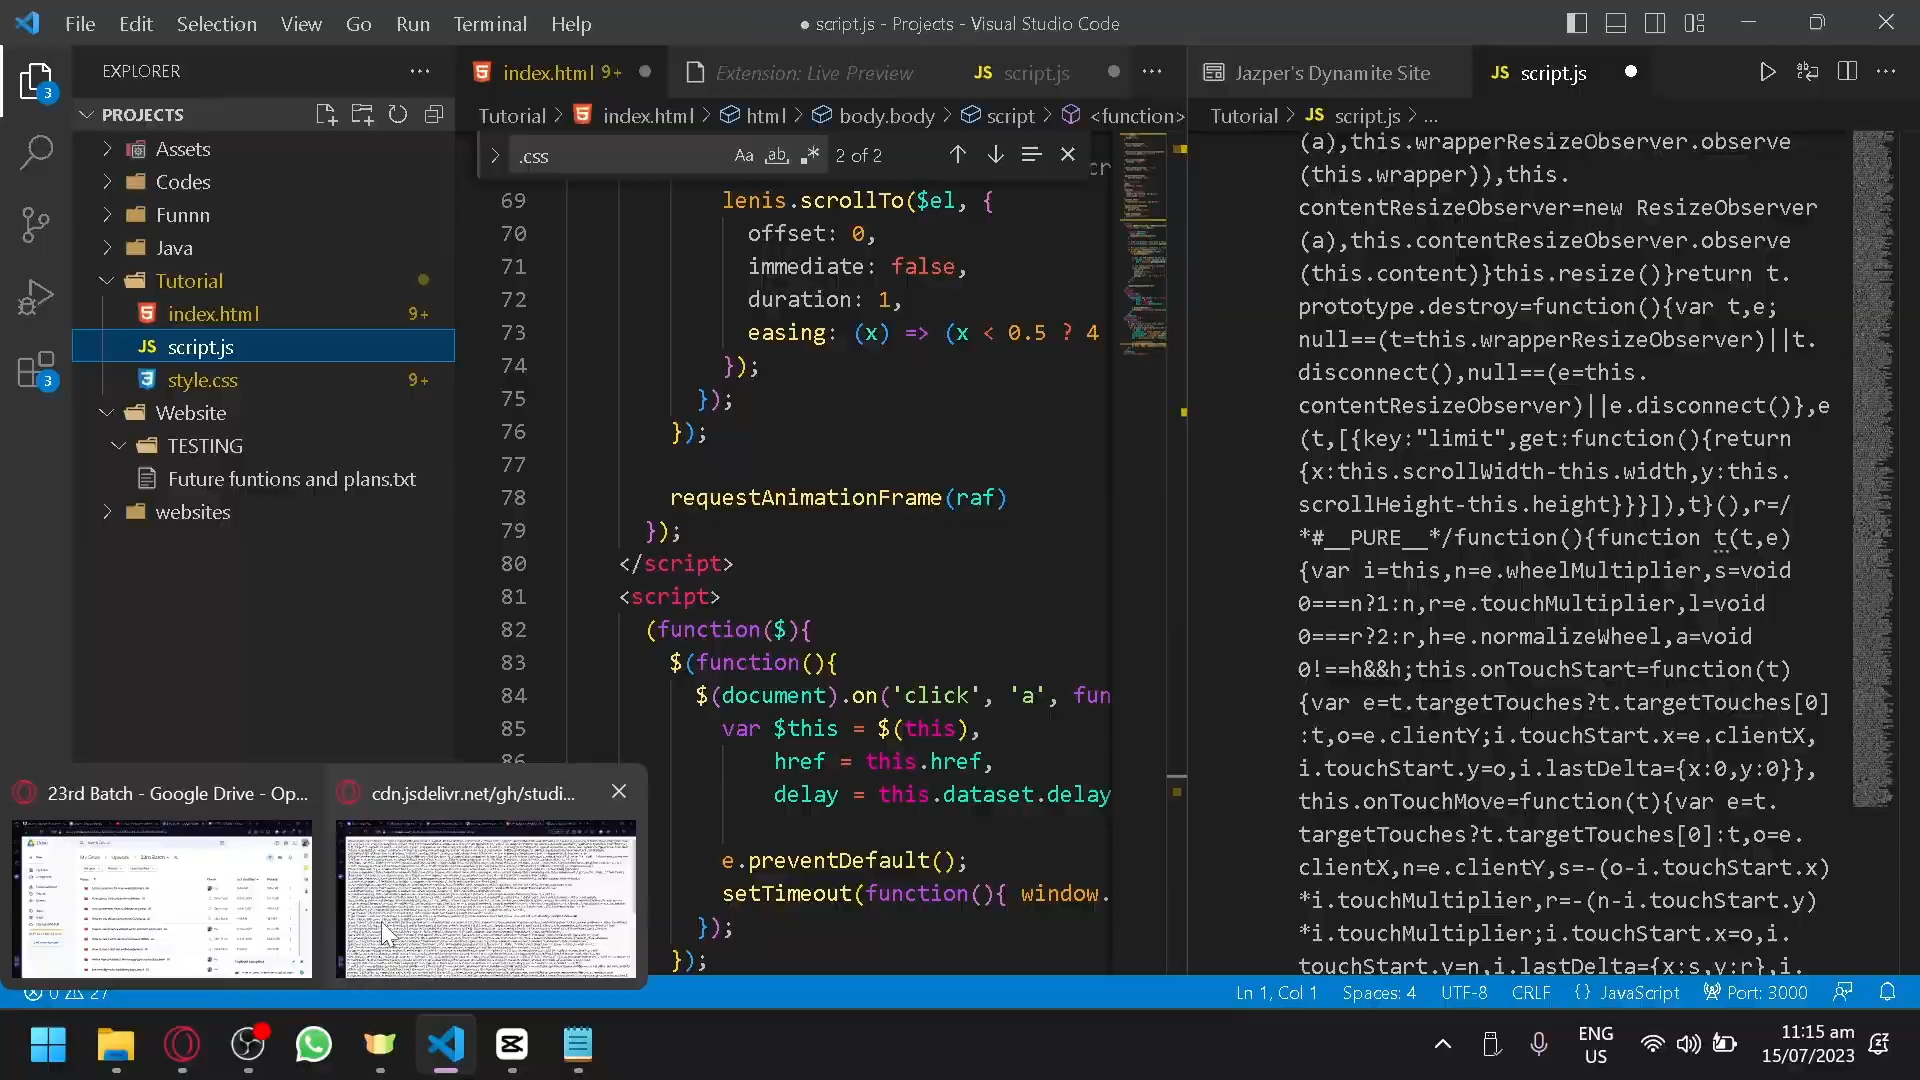 File Edit Selection View Go Run Terminal Help
● script.js - Projects - Visual Studio Code
EXPLORER
PROJECTS
Assets
Codes
Funnn
Java
Tutorial
index.html 9+
JS script.js
style.css 9+
Website
TESTING
Future funtions and plans.txt
websites
3
3
index.html 9+
Extension: Live Preview
JS script.js
Tutorial > index.html > html > body.body > script > <function>
.css
Aa ab 2 of 2
69 lenis.scrollTo($el, {
70 offset: 0,
71 immediate: false,
72 duration: 1,
73 easing: (x) => (x < 0.5 ? 4
74 });
75 });
76 });
77
78 requestAnimationFrame(raf)
79 });
80 </script>
81 <script>
82 (function($){
83 $(function(){
84 $(document).on('click', 'a', fun
85 var $this = $(this),
86 href = this.href,
delay = this.dataset.delay
e.preventDefault();
setTimeout(function(){ window.
});
});
Jazper's Dynamite Site
JS script.js
Tutorial > JS script.js > ...
(a),this.wrapperResizeObserver.observe
(this.wrapper)),this.
contentResizeObserver=new ResizeObserver
(a),this.contentResizeObserver.observe
(this.content)}this.resize()}return t.
prototype.destroy=function(){var t,e;
null==(t=this.wrapperResizeObserver)||t.
disconnect(),null==(e=this.
contentResizeObserver)||e.disconnect()},e
(t,[{key:"limit",get:function(){return
{x:this.scrollWidth-this.width,y:this.
scrollHeight-this.height}}}]),t}(),r=/
*#__PURE__*/function(){function t(t,e)
{var i=this,n=e.wheelMultiplier,s=void
0===n?1:n,r=e.touchMultiplier,l=void
0===r?2:r,h=e.normalizeWheel,a=void
0!==h&&h;this.onTouchStart=function(t)
{var e=t.targetTouches?t.targetTouches[0]
:t,o=e.clientY;i.touchStart.x=e.clientX,
i.touchStart.y=o,i.lastDelta={x:0,y:0}},
this.onTouchMove=function(t){var e=t.
targetTouches?t.targetTouches[0]:t,o=e.
clientX,n=e.clientY,s=-(o-i.touchStart.x)
*i.touchMultiplier,r=-(n-i.touchStart.y)
*i.touchMultiplier;i.touchStart.x=o,i.
touchStart.y=n,i.lastDelta={x:s,y:r},i.
23rd Batch - Google Drive - Op...
cdn.jsdelivr.net/gh/studi...
0 27
Ln 1, Col 1 Spaces: 4 UTF-8 CRLF {} JavaScript Port: 3000
ENG
US
11:15 am
15/07/2023